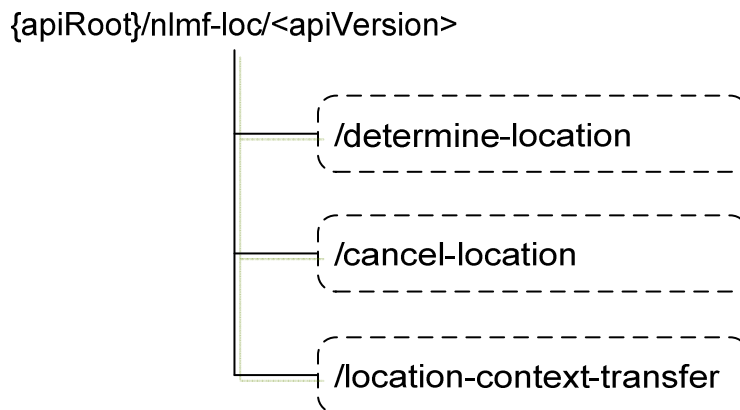 {apiRoot}/nlmf-loc/<apiVersion>
/determine-location
/cancel-location
/location-context-transfer